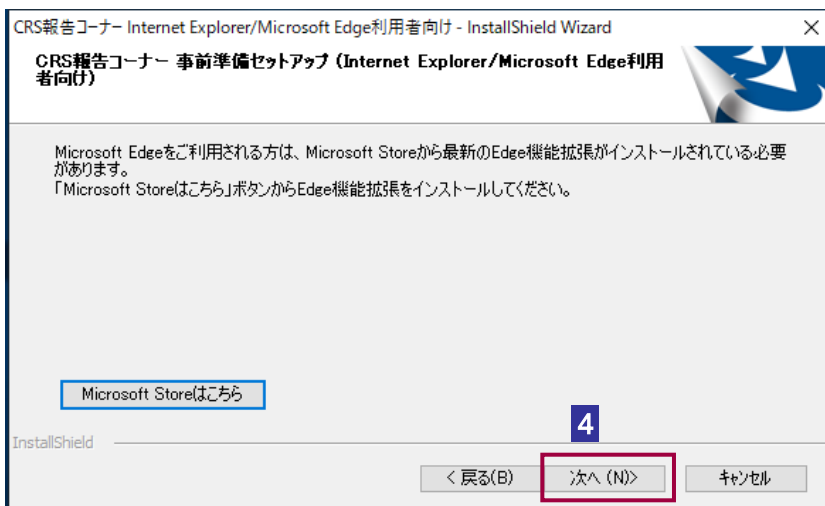 CRS報告コーナー Internet Explorer/Microsoft Edge利用者向け - InstallShield Wizard
CRS報告コーナー 事前準備セットアップ (Internet Explorer/Microsoft Edge利用
者向け)
Microsoft Edgeをご利用される方は、Microsoft Storeから最新のEdge機能拡張がインストールされている必要
があります。
「Microsoft Storeはこちら」ボタンからEdge機能拡張をインストールしてください。
Microsoft Storeはこちら
4
InstallShield
< 戻る(B)
次へ (N)>
キャンセル